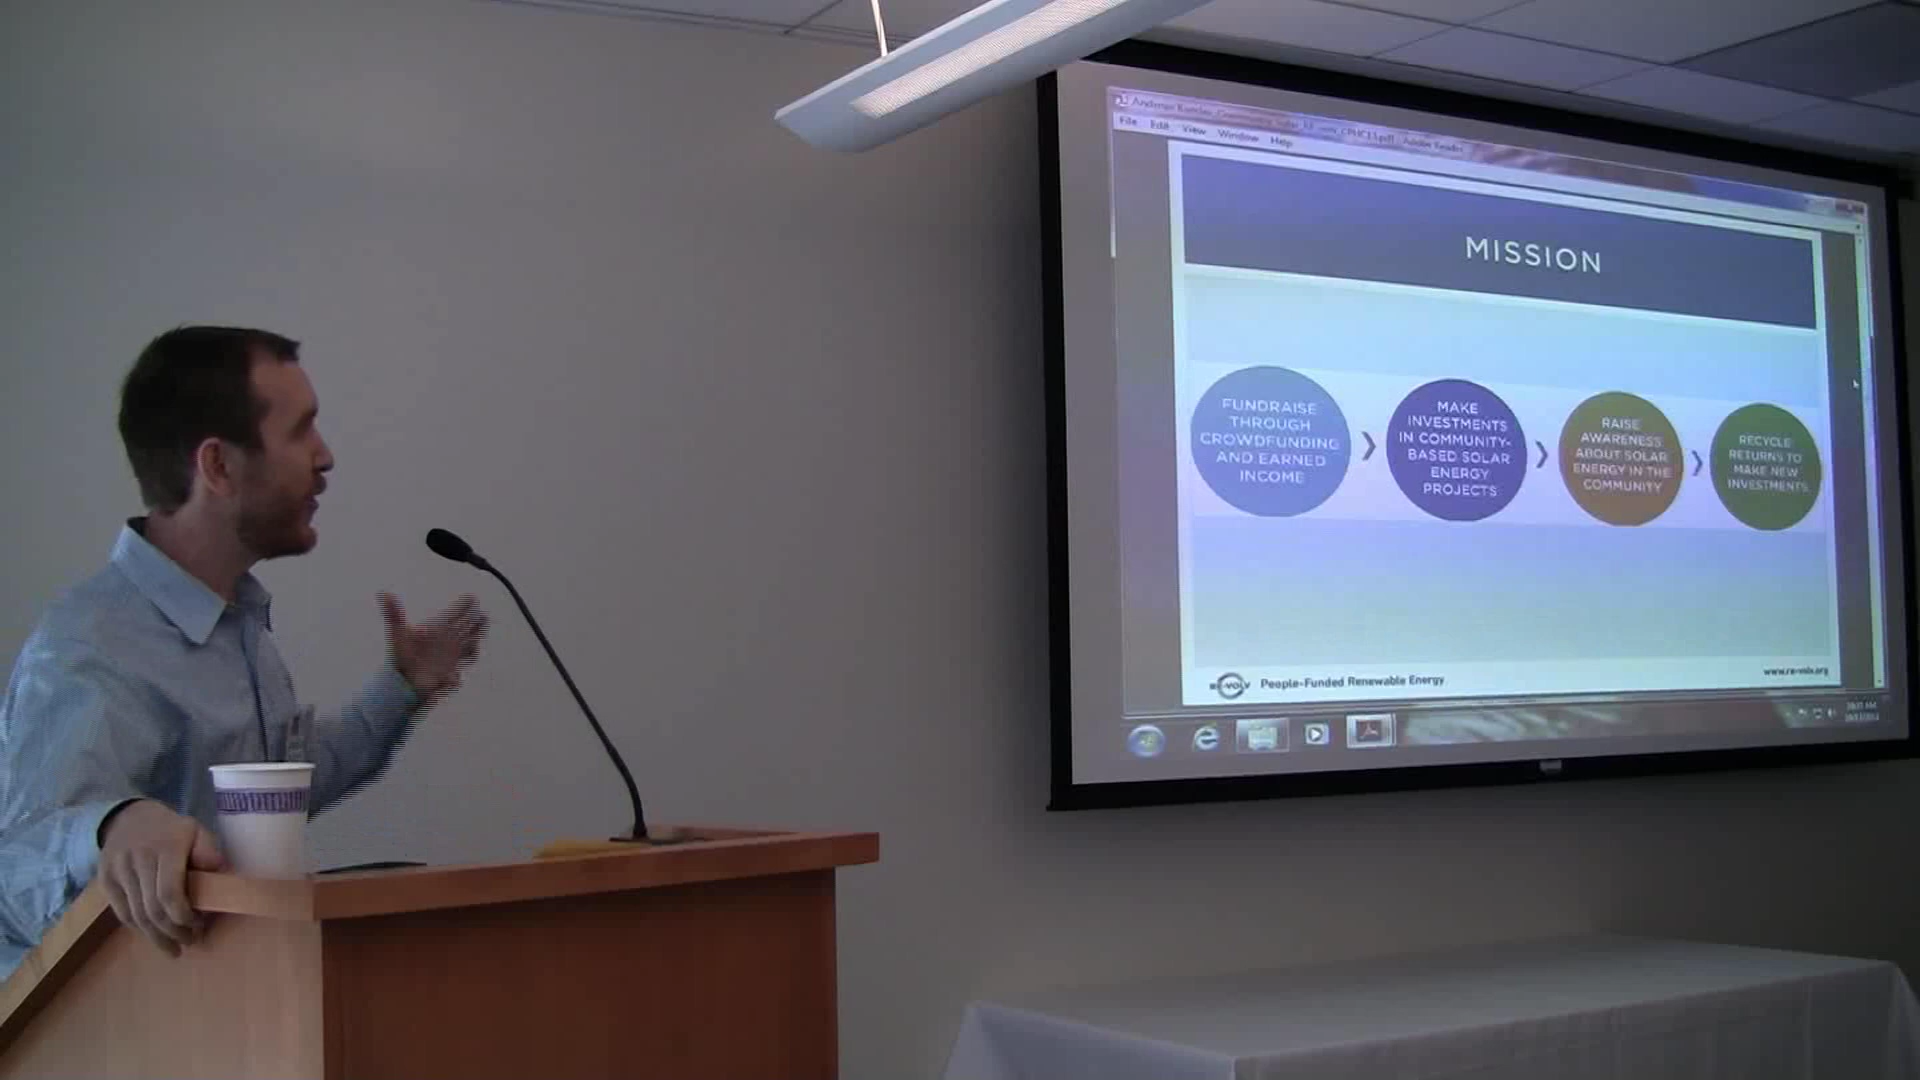 File Edit View Window Help
MISSION
FUNDRAISE
THROUGH
CROWDFUNDING
AND EARNED
INCOME
MAKE
INVESTMENTS
IN COMMUNITY-
BASED SOLAR
ENERGY
PROJECTS
RAISE
AWARENESS
ABOUT SOLAR
ENERGY IN THE
COMMUNITY
RECYCLE
RETURNS TO
MAKE NEW
INVESTMENTS
RE-VOLV People-Funded Renewable Energy
www.re-volv.org